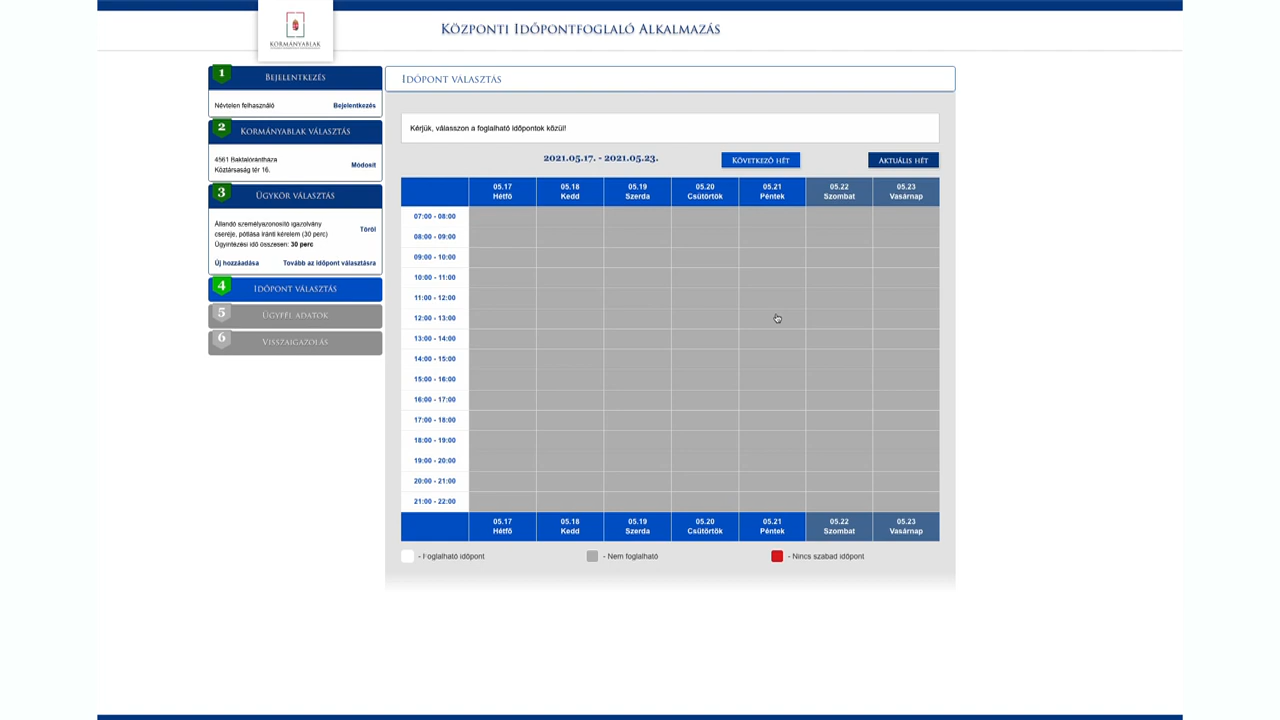 KORMÁNYABLAK
Központi Időpontfoglaló Alkalmazás
1 Bejelentkezés
Névtelen felhasználó Bejelentkezés
2 Kormányablak választás
4561 Baktalórántháza
Köztársaság tér 16.
Módosít
3 Ügykör választás
Állandó személyazonosító igazolvány
cseréje, pótlása iránti kérelem (30 perc)
Ügyintézési idő összesen: 30 perc
Töröl
Új hozzáadása Tovább az időpont választásra
4 Időpont választás
5 Ügyfél adatok
6 Visszaigazolás
Időpont választás
Kérjük, válasszon a foglalható időpontok közül!
2021.05.17. - 2021.05.23. Következő hét Aktuális hét
05.17 05.18 05.19 05.20 05.21 05.22 05.23
Hétfő Kedd Szerda Csütörtök Péntek Szombat Vasárnap
07:00 - 08:00
08:00 - 09:00
09:00 - 10:00
10:00 - 11:00
11:00 - 12:00
12:00 - 13:00
13:00 - 14:00
14:00 - 15:00
15:00 - 16:00
16:00 - 17:00
17:00 - 18:00
18:00 - 19:00
19:00 - 20:00
20:00 - 21:00
21:00 - 22:00
05.17 05.18 05.19 05.20 05.21 05.22 05.23
Hétfő Kedd Szerda Csütörtök Péntek Szombat Vasárnap
- Foglalható időpont - Nem foglalható - Nincs szabad időpont